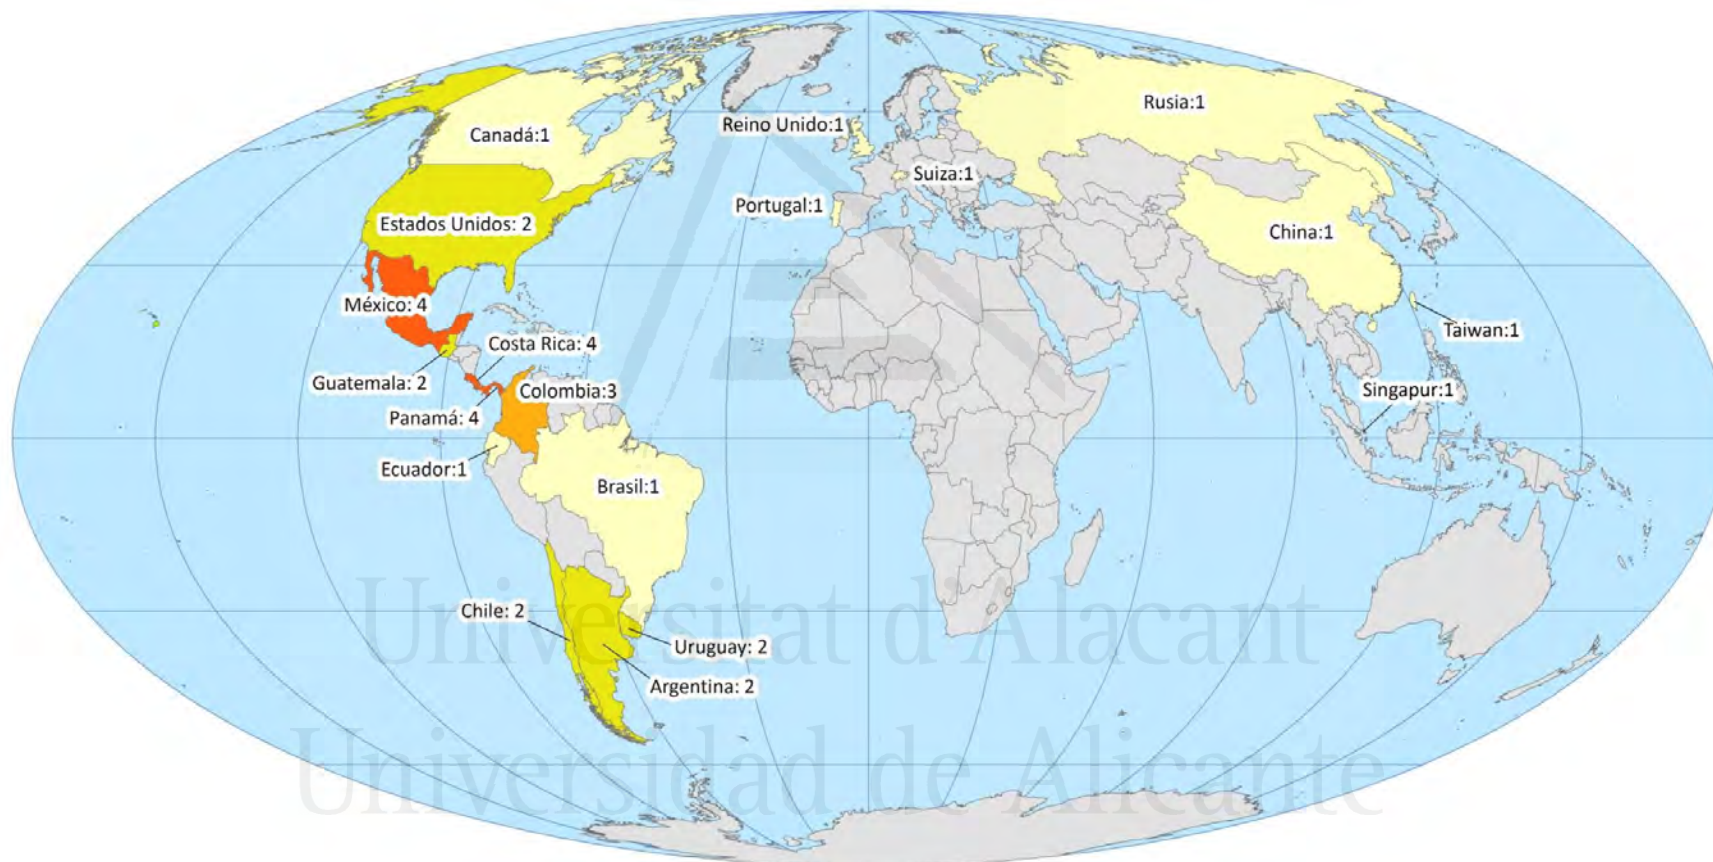 Rusia:1
Reino Unido:1
Canadá:1
Suiza:1
Portugal:1
Estados Unidos: 2
China:1
México: 4
Taiwan:1
Costa Rica: 4
Guatemala: 2
Colombia:3
Singapur:1
Panamá: 4
Ecuador:1
Brasil:1
Chile: 2
Uruguay: 2
Argentina: 2
Universitat d'Alacant
Universidad de Alicante